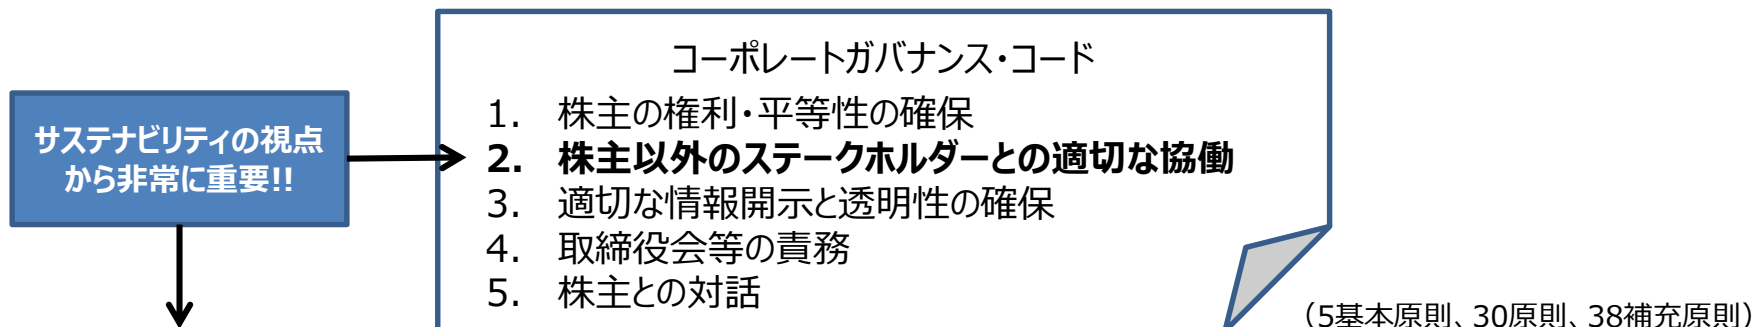 コーポレートガバナンス・コード
サステナビリティの視点
から非常に重要!!
1. 株主の権利・平等性の確保
2. 株主以外のステークホルダーとの適切な協働
3. 適切な情報開示と透明性の確保
4. 取締役会等の責務
5. 株主との対話
（5基本原則、30原則、38補充原則）